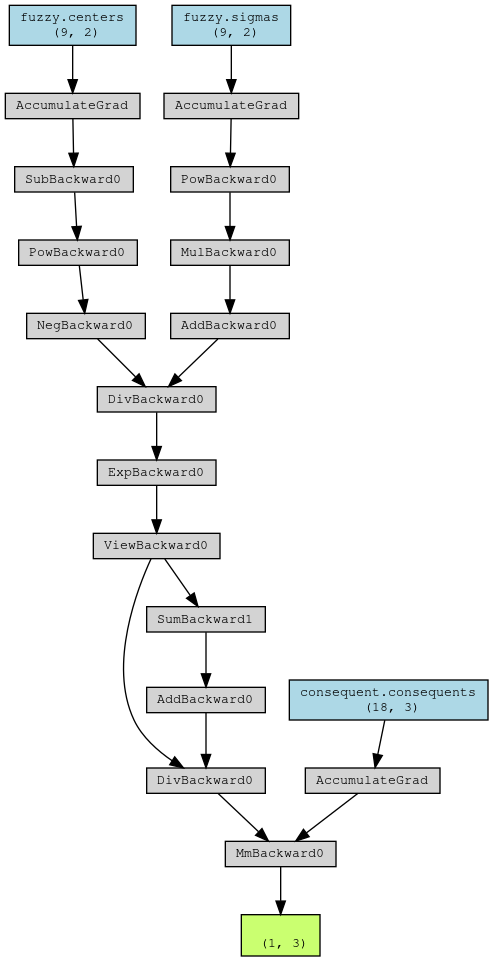 fuzzy.centers
(9, 2)
fuzzy.sigmas
(9, 2)
AccumulateGrad
AccumulateGrad
SubBackward0
PowBackward0
PowBackward0
MulBackward0
NegBackward0
AddBackward0
DivBackward0
ExpBackward0
ViewBackward0
SumBackward1
AddBackward0
consequent.consequents
(18, 3)
DivBackward0
AccumulateGrad
MmBackward0
(1, 3)